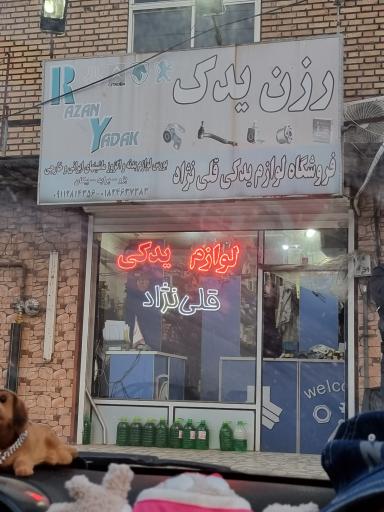 رزن یدک
RAZAN
YADAK
فروشگاه لوازم یدکی قلی نژاد
لوازم یدکی
قلی نژاد
welco